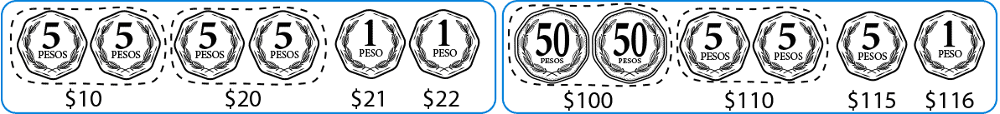 5 PESOS 5 PESOS 5 PESOS 5 PESOS 1 PESO 1 PESO
$10 $20 $21 $22
50 PESOS 50 PESOS 5 PESOS 5 PESOS 5 PESOS 1 PESO
$100 $110 $115 $116